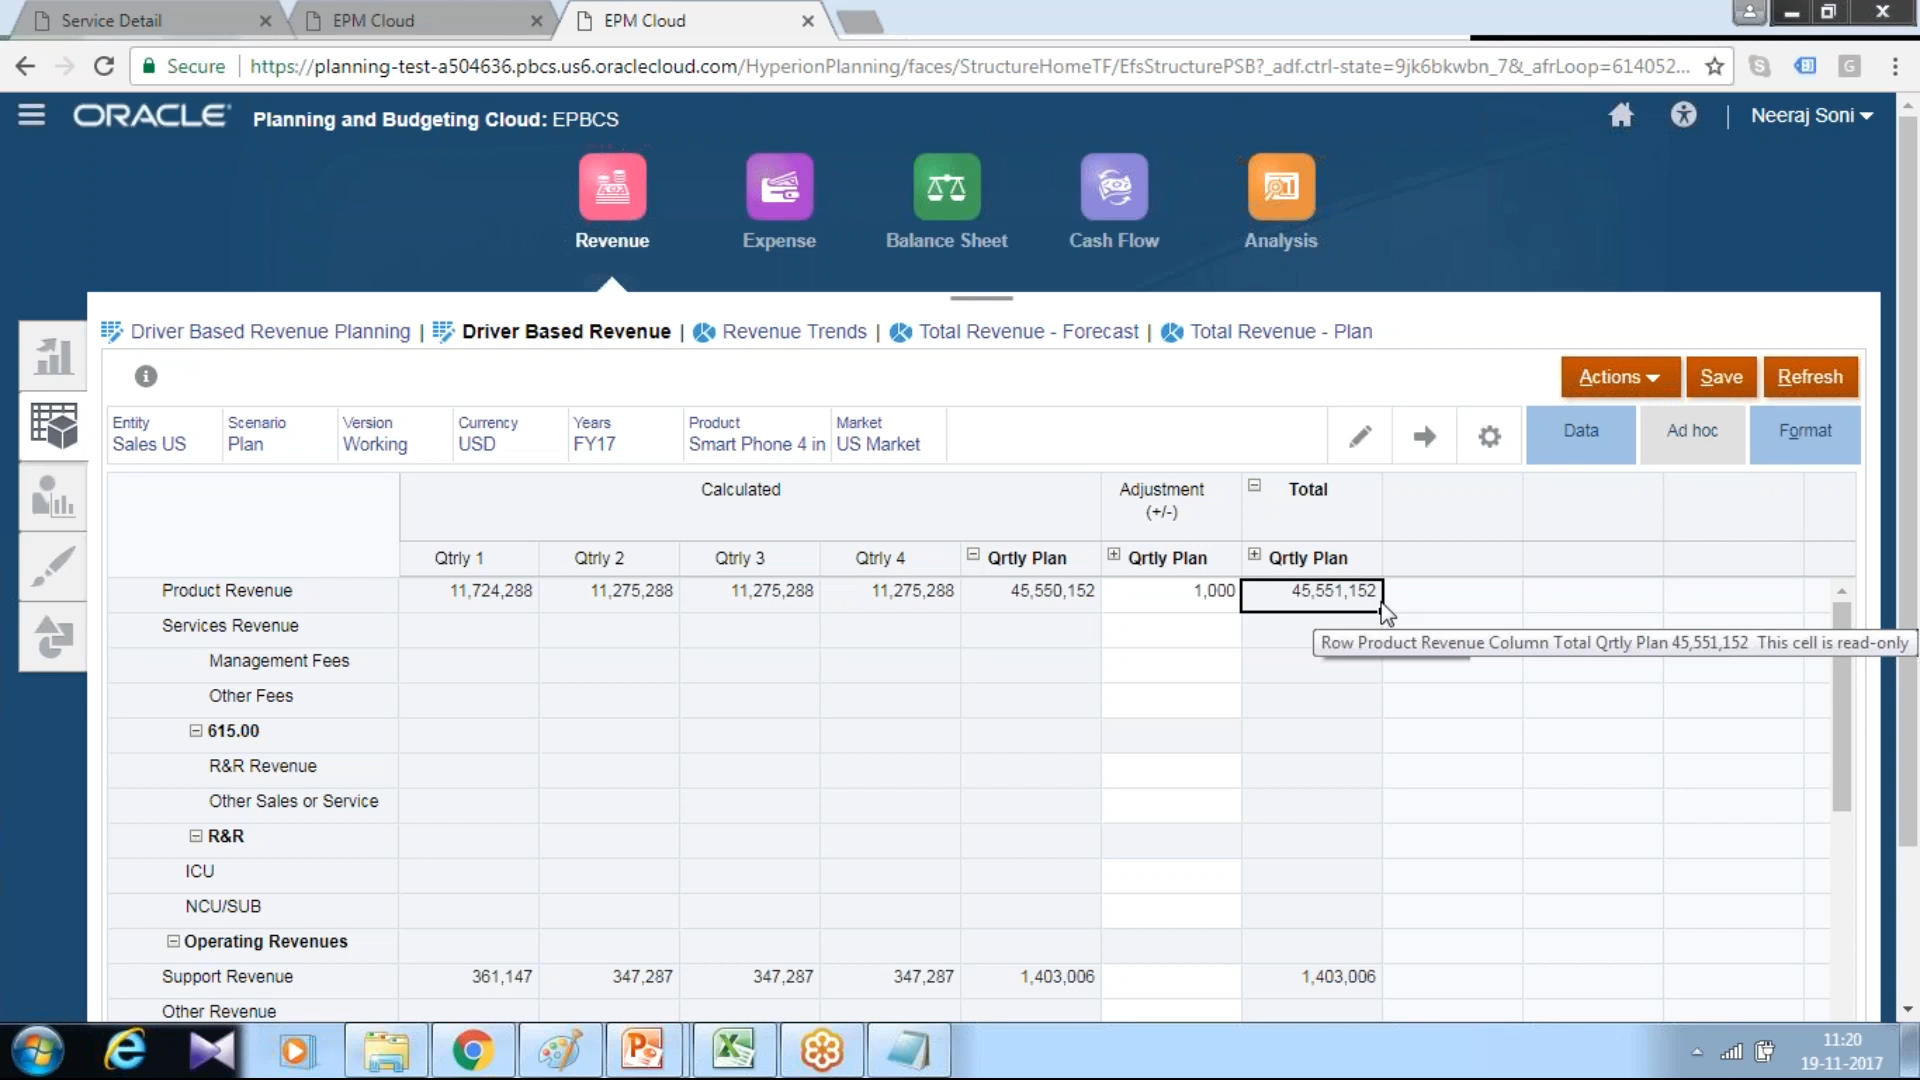 Service Detail EPM Cloud EPM Cloud
Secure https://planning-test-a504636.pbcs.us6.oraclecloud.com/HyperionPlanning/faces/StructureHomeTF/EfsStructurePSB?_adf.ctrl-state=9jk6bkwbn_7&_afrLoop=614052...
ORACLE Planning and Budgeting Cloud: EPBCS Neeraj Soni
Revenue Expense Balance Sheet Cash Flow Analysis
Driver Based Revenue Planning | Driver Based Revenue | Revenue Trends | Total Revenue - Forecast | Total Revenue - Plan
Actions Save Refresh
Entity Scenario Version Currency Years Product Market
Sales US Plan Working USD FY17 Smart Phone 4 in US Market
Data Ad hoc Format
Calculated Adjustment Total
(+/-)
Qtrly 1 Qtrly 2 Qtrly 3 Qtrly 4 Qrtly Plan Qrtly Plan Qrtly Plan
Product Revenue 11,724,288 11,275,288 11,275,288 11,275,288 45,550,152 1,000 45,551,152
Services Revenue
Row Product Revenue Column Total Qrtly Plan 45,551,152 This cell is read-only
Management Fees
Other Fees
615.00
R&R Revenue
Other Sales or Service
R&R
ICU
NCU/SUB
Operating Revenues
Support Revenue 361,147 347,287 347,287 347,287 1,403,006 1,403,006
Other Revenue
11:20
19-11-2017